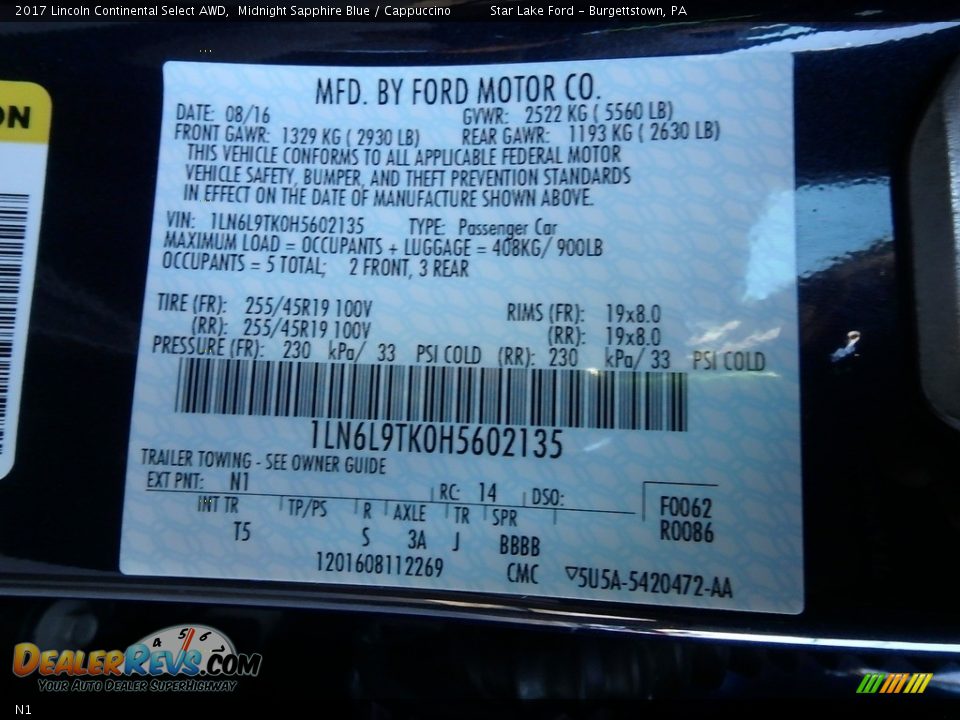 2017 Lincoln Continental Select AWD, Midnight Sapphire Blue / Cappuccino Star Lake Ford - Burgettstown, PA
ON
MFD. BY FORD MOTOR CO.
DATE: 08/16 GVWR: 2522 KG ( 5560 LB)
FRONT GAWR: 1329 KG ( 2930 LB) REAR GAWR: 1193 KG ( 2630 LB)
THIS VEHICLE CONFORMS TO ALL APPLICABLE FEDERAL MOTOR
VEHICLE SAFETY, BUMPER, AND THEFT PREVENTION STANDARDS
IN EFFECT ON THE DATE OF MANUFACTURE SHOWN ABOVE.
VIN: 1LN6L9TK0H5602135 TYPE: Passenger Car
MAXIMUM LOAD = OCCUPANTS + LUGGAGE = 408KG/ 900LB
OCCUPANTS = 5 TOTAL; 2 FRONT, 3 REAR
TIRE (FR): 255/45R19 100V RIMS (FR): 19x8.0
(RR): 255/45R19 100V (RR): 19x8.0
PRESSURE (FR): 230 kPa/ 33 PSI COLD (RR): 230 kPa/ 33 PSI COLD
1LN6L9TK0H5602135
TRAILER TOWING - SEE OWNER GUIDE
EXT PNT: N1 RC: 14 DSO:
INT TR TP/PS R AXLE TR SPR F0062
T5 S 3A J BBBB R0086
1201608112269 CMC ▽5U5A-5420472-AA
4 5 6
DEALERREVS.COM
YOUR AUTO DEALER SUPERHIGHWAY
N1